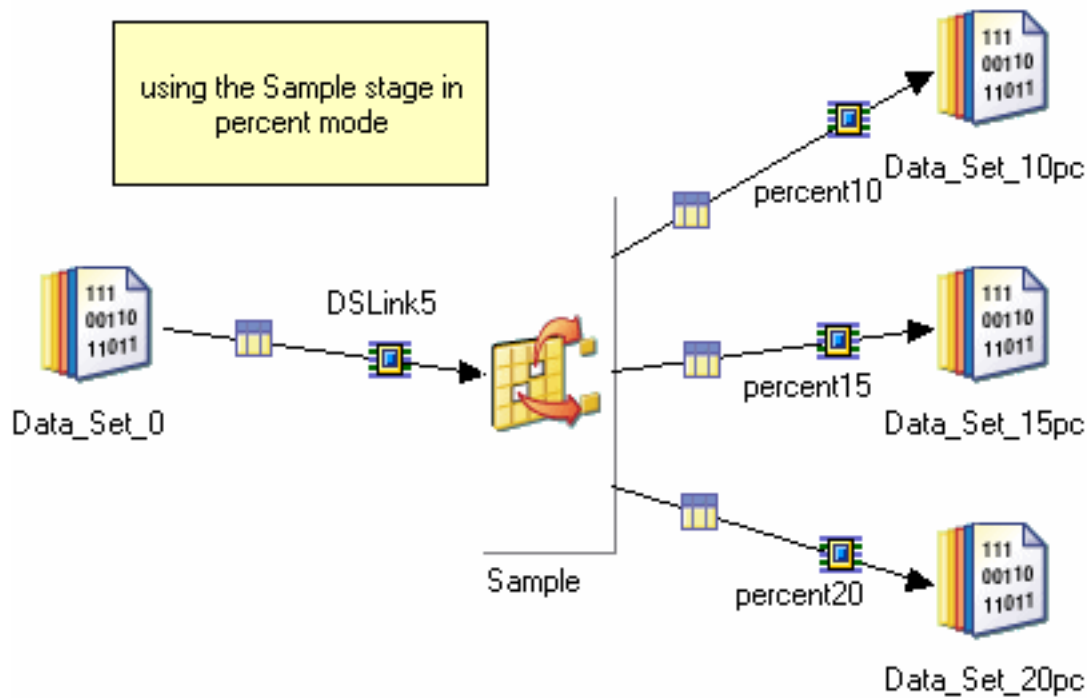 using the Sample stage in
percent mode
111
00110
11011
Data_Set_10pc
percent10
111
00110
11011
Data_Set_0
DSLink5
Sample
percent15
111
00110
11011
Data_Set_15pc
percent20
111
00110
11011
Data_Set_20pc